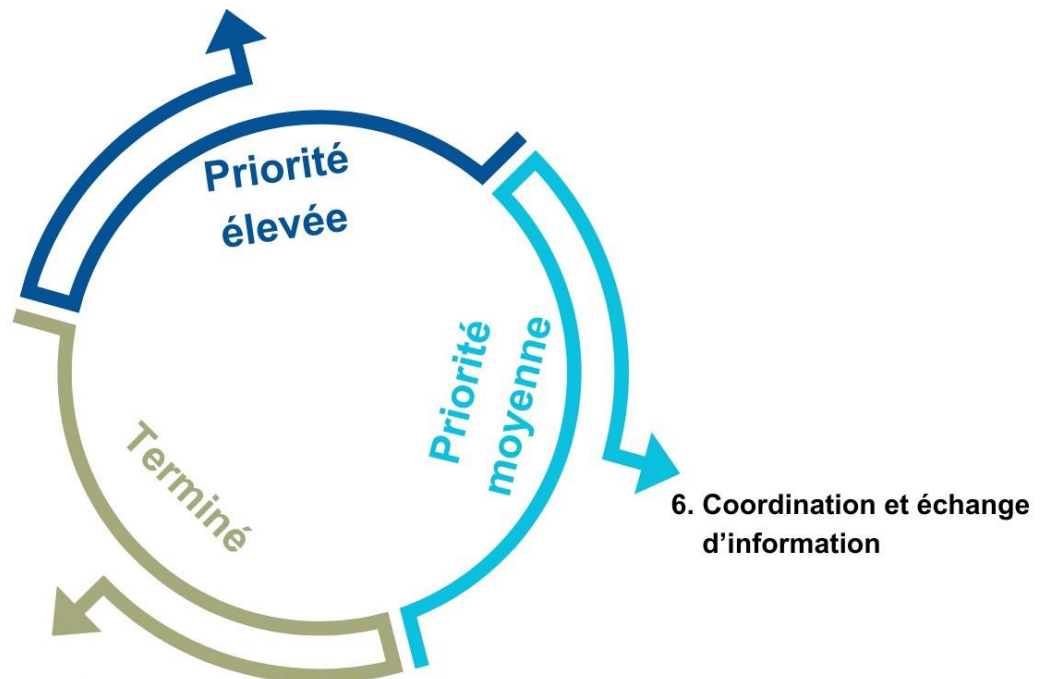 Priorité
élevée
Priorité
moyenne
Terminé
6. Coordination et échange
d’information